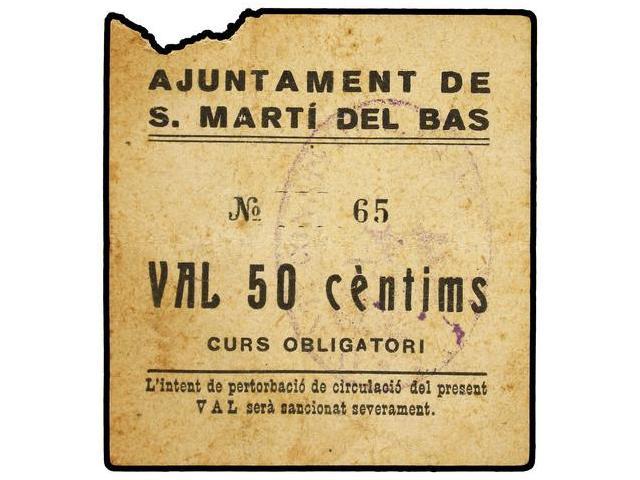 AJUNTAMENT DE
S. MARTÍ DEL BAS
Nº 65
VAL 50 cèntims
CURS OBLIGATORI
L'intent de pertorbació de circulació del present
VAL serà sancionat severament.